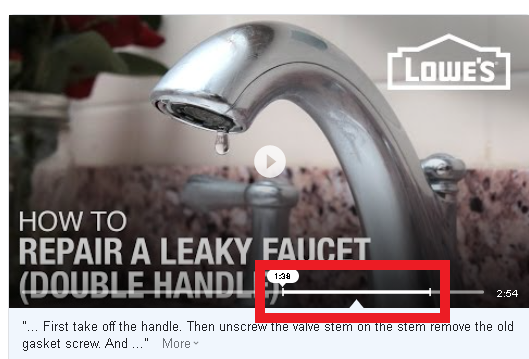 LOWE'S
HOW TO
REPAIR A LEAKY FAUCET
(DOUBLE HANDLE)
1:38
2:54
"... First take off the handle. Then unscrew the valve stem on the stem remove the old
gasket screw. And ..." More